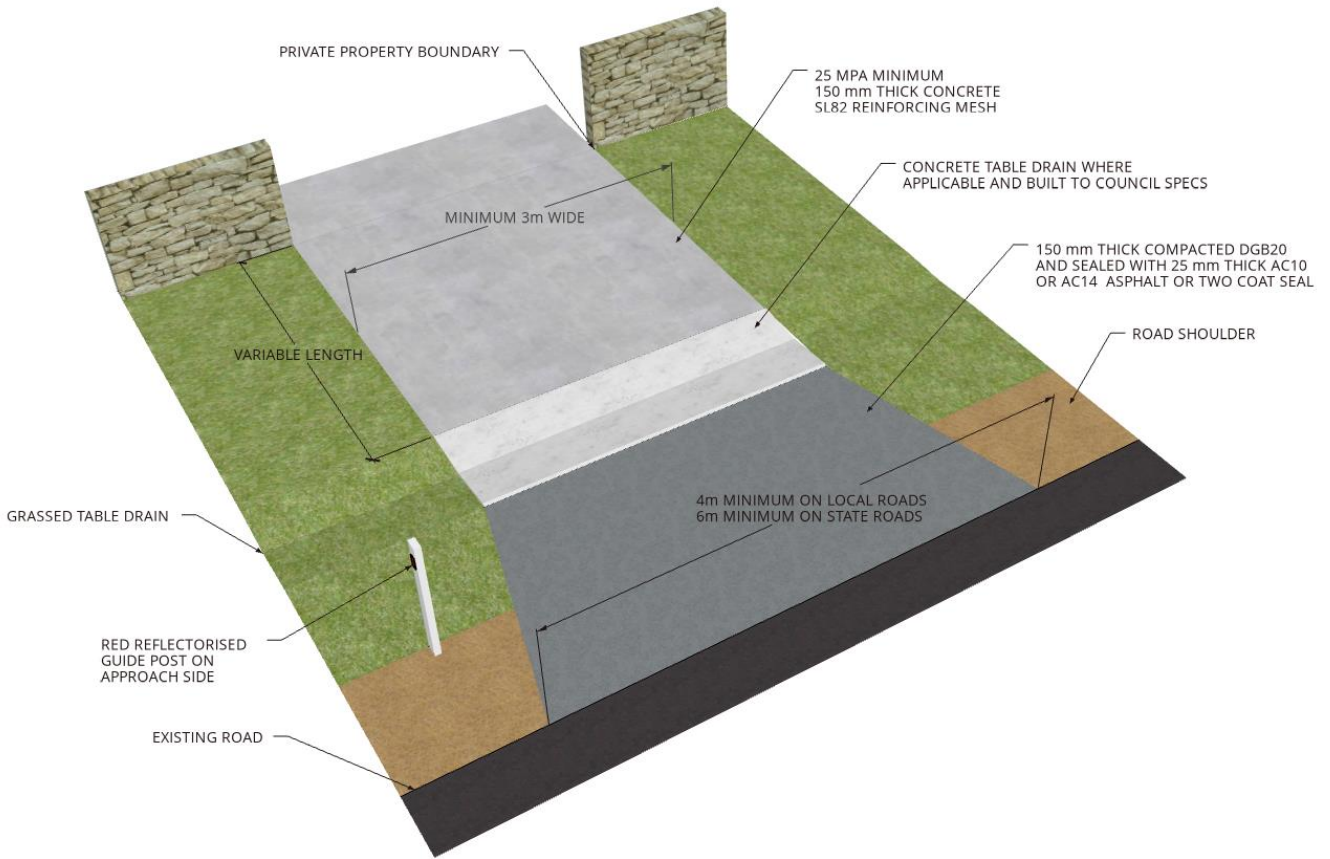 PRIVATE PROPERTY BOUNDARY
25 MPA MINIMUM
150 mm THICK CONCRETE
SL82 REINFORCING MESH
CONCRETE TABLE DRAIN WHERE
APPLICABLE AND BUILT TO COUNCIL SPECS
MINIMUM 3m WIDE
150 mm THICK COMPACTED DGB20
AND SEALED WITH 25 mm THICK AC10
OR AC14 ASPHALT OR TWO COAT SEAL
ROAD SHOULDER
VARIABLE LENGTH
4m MINIMUM ON LOCAL ROADS
6m MINIMUM ON STATE ROADS
GRASSED TABLE DRAIN
RED REFLECTORISED
GUIDE POST ON
APPROACH SIDE
EXISTING ROAD